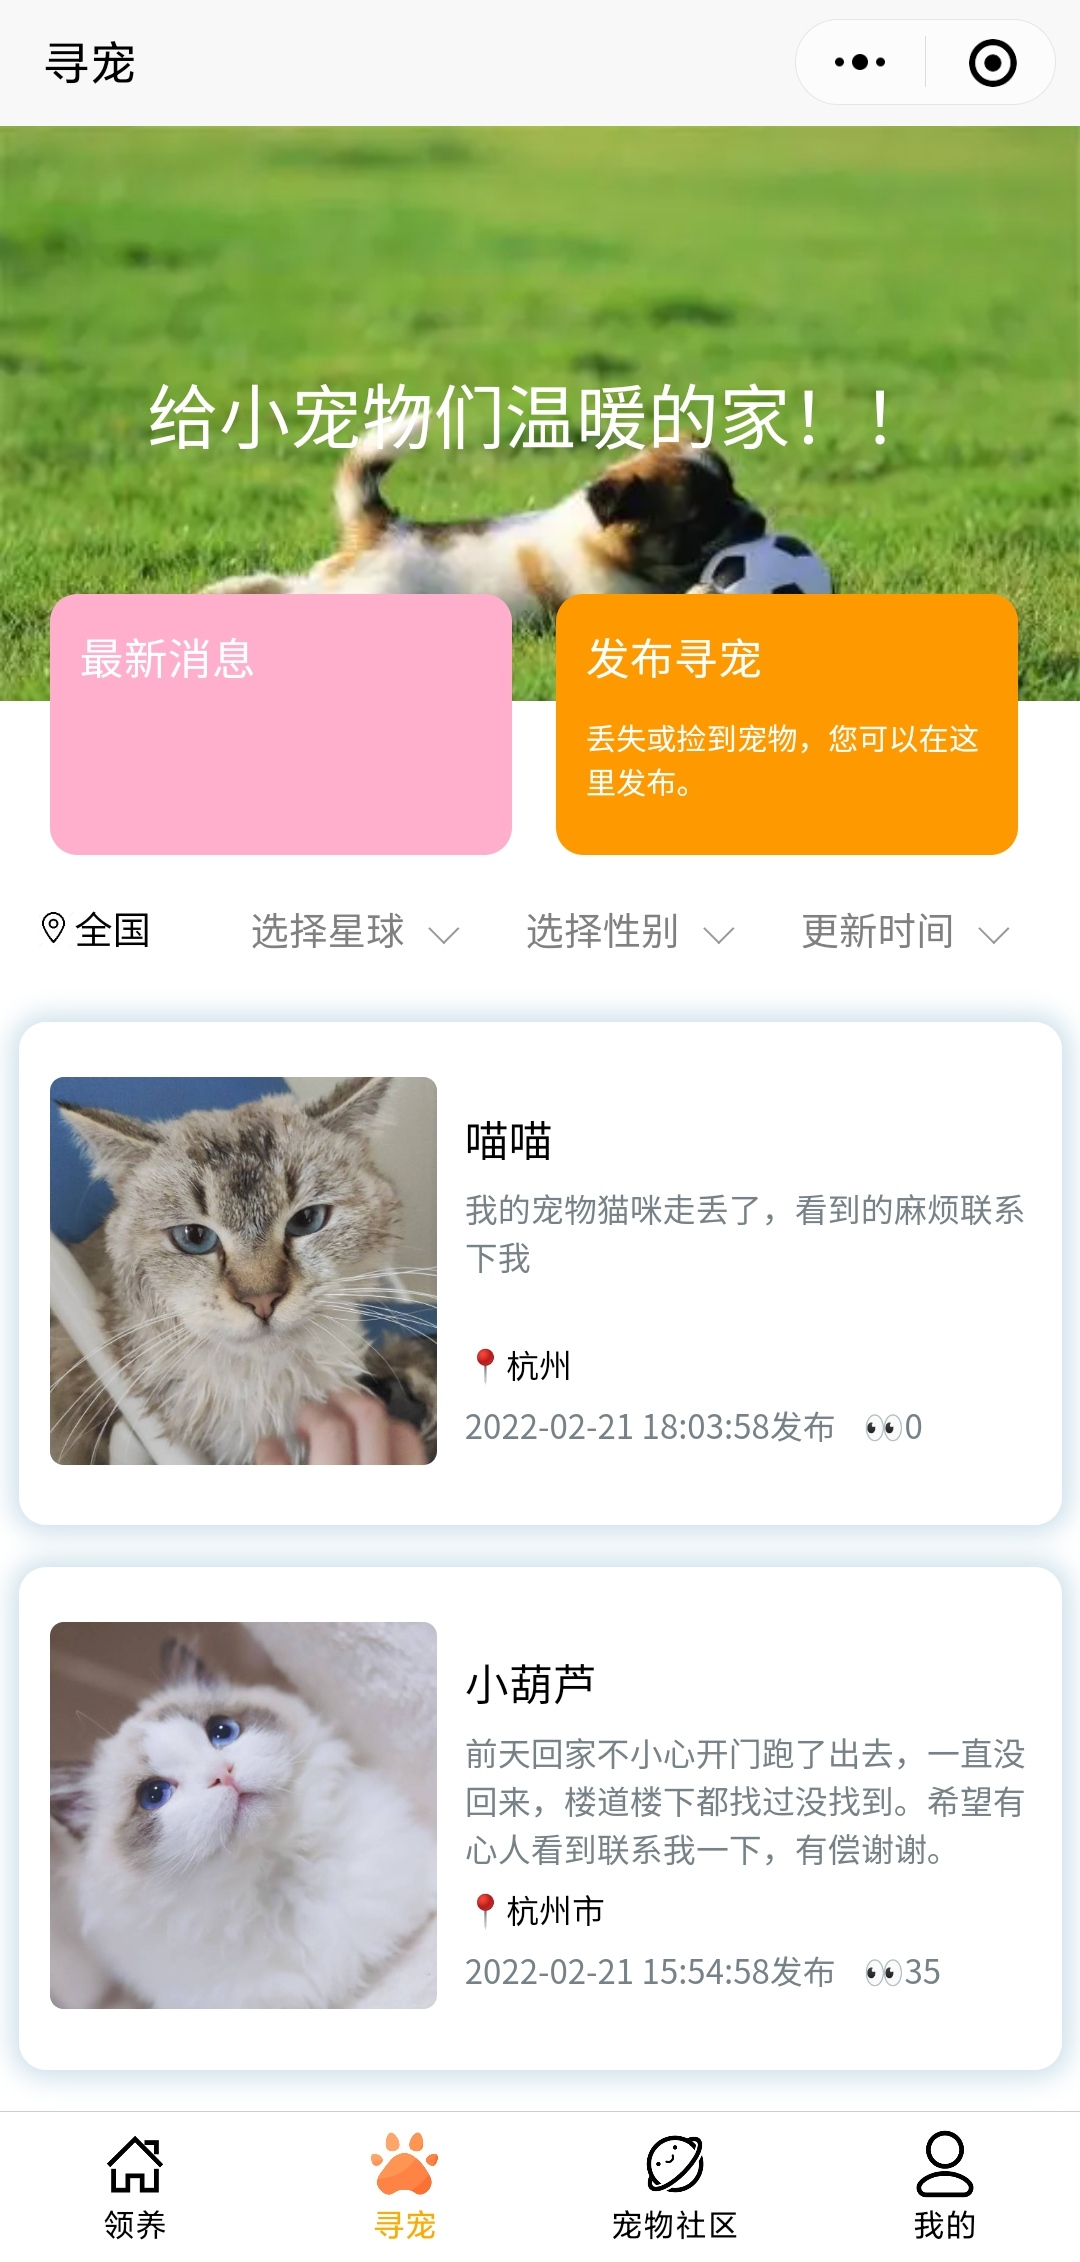 寻宠
给小宠物们温暖的家！！
最新消息
发布寻宠
丢失或捡到宠物，您可以在这
里发布。
全国 选择星球 选择性别 更新时间
喵喵
我的宠物猫咪走丢了，看到的麻烦联系
下我
📍杭州
2022-02-21 18:03:58发布 👀0
小葫芦
前天回家不小心开门跑了出去，一直没
回来，楼道楼下都找过没找到。希望有
心人看到联系我一下，有偿谢谢。
📍杭州市
2022-02-21 15:54:58发布 👀35
领养 寻宠 宠物社区 我的